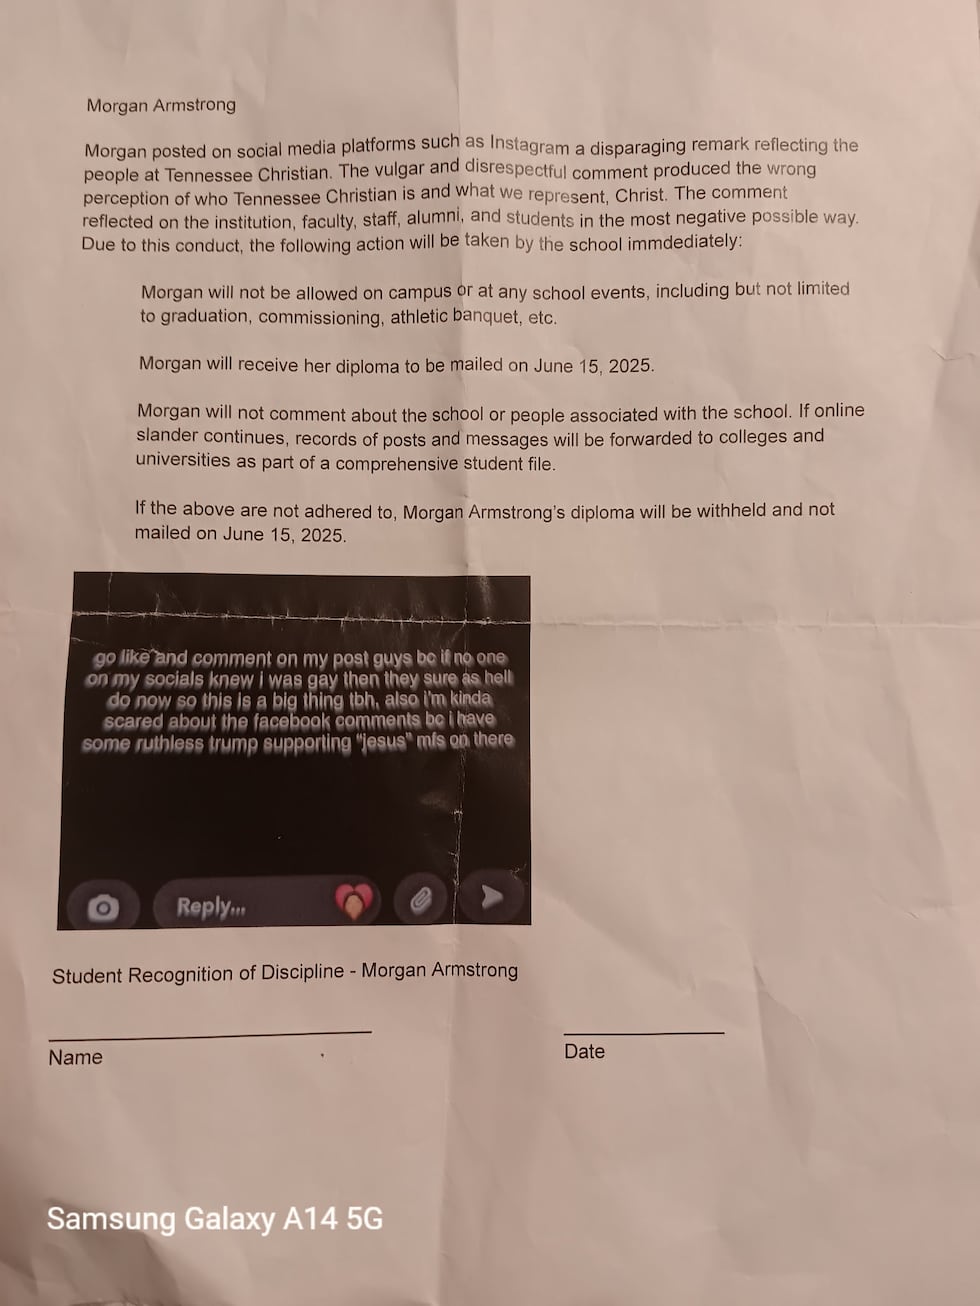 Morgan Armstrong
Morgan posted on social media platforms such as Instagram a disparaging remark reflecting the
people at Tennessee Christian. The vulgar and disrespectful comment produced the wrong
perception of who Tennessee Christian is and what we represent, Christ. The comment
reflected on the institution, faculty, staff, alumni, and students in the most negative possible way.
Due to this conduct, the following action will be taken by the school immdediately:
Morgan will not be allowed on campus or at any school events, including but not limited
to graduation, commissioning, athletic banquet, etc.
Morgan will receive her diploma to be mailed on June 15, 2025.
Morgan will not comment about the school or people associated with the school. If online
slander continues, records of posts and messages will be forwarded to colleges and
universities as part of a comprehensive student file.
If the above are not adhered to, Morgan Armstrong's diploma will be withheld and not
mailed on June 15, 2025.
go like and comment on my post guys bc if no one
on my socials knew i was gay then they sure as hell
do now so this is a big thing tbh, also i'm kinda
scared about the facebook comments bc i have
some ruthless trump supporting "jesus" mfs on there
Reply...
Student Recognition of Discipline - Morgan Armstrong
Name
Date
Samsung Galaxy A14 5G